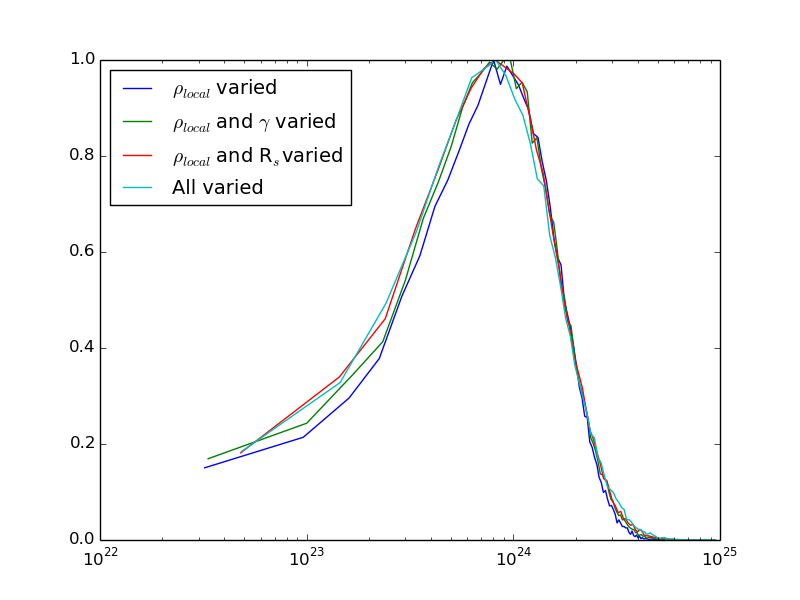 1.0
0.8
0.6
0.4
0.2
0.0
ρ_local varied
ρ_local and γ varied
ρ_local and R_s varied
All varied
10^22 10^23 10^24 10^25